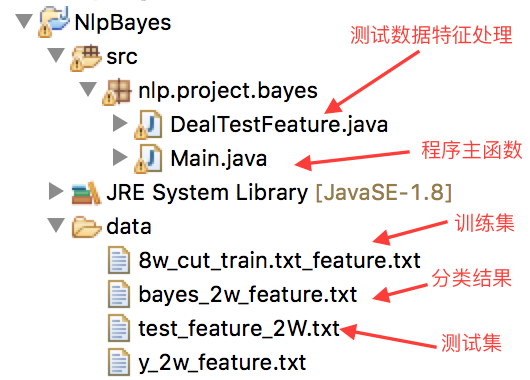 NlpBayes
src
测试数据特征处理
nlp.project.bayes
DealTestFeature.java
Main.java
程序主函数
JRE System Library [JavaSE-1.8]
data
训练集
8w_cut_train.txt_feature.txt
bayes_2w_feature.txt
分类结果
test_feature_2W.txt
测试集
y_2w_feature.txt